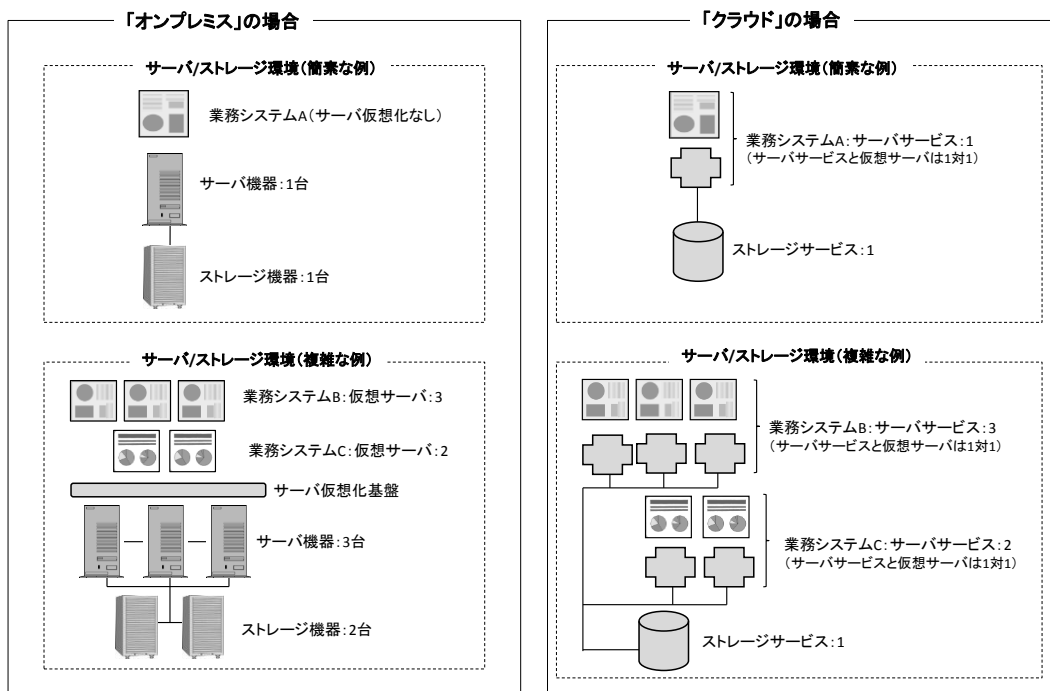 「オンプレミス」の場合
サーバ/ストレージ環境(簡素な例)
業務システムA(サーバ仮想化なし)
サーバ機器:1台
ストレージ機器:1台
サーバ/ストレージ環境(複雑な例)
業務システムB:仮想サーバ:3
業務システムC:仮想サーバ:2
サーバ仮想化基盤
サーバ機器:3台
ストレージ機器:2台
「クラウド」の場合
サーバ/ストレージ環境(簡素な例)
業務システムA:サーバサービス:1
(サーバサービスと仮想サーバは1対1)
ストレージサービス:1
サーバ/ストレージ環境(複雑な例)
業務システムB:サーバサービス:3
(サーバサービスと仮想サーバは1対1)
業務システムC:サーバサービス:2
(サーバサービスと仮想サーバは1対1)
ストレージサービス:1